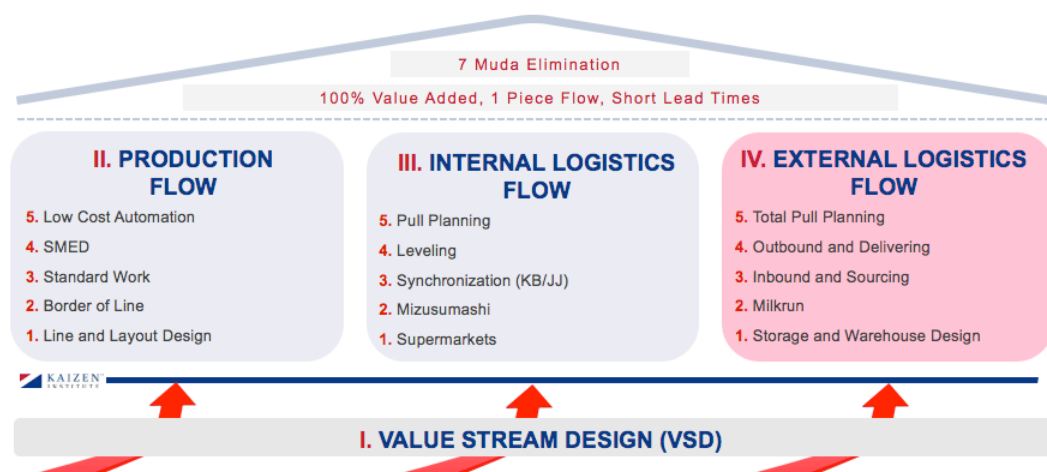 7 Muda Elimination
100% Value Added, 1 Piece Flow, Short Lead Times
II. PRODUCTION
FLOW
5. Low Cost Automation
4. SMED
3. Standard Work
2. Border of Line
1. Line and Layout Design
III. INTERNAL LOGISTICS
FLOW
5. Pull Planning
4. Leveling
3. Synchronization (KB/JJ)
2. Mizusumashi
1. Supermarkets
IV. EXTERNAL LOGISTICS
FLOW
5. Total Pull Planning
4. Outbound and Delivering
3. Inbound and Sourcing
2. Milkrun
1. Storage and Warehouse Design
KAIZEN™
INSTITUTE
I. VALUE STREAM DESIGN (VSD)